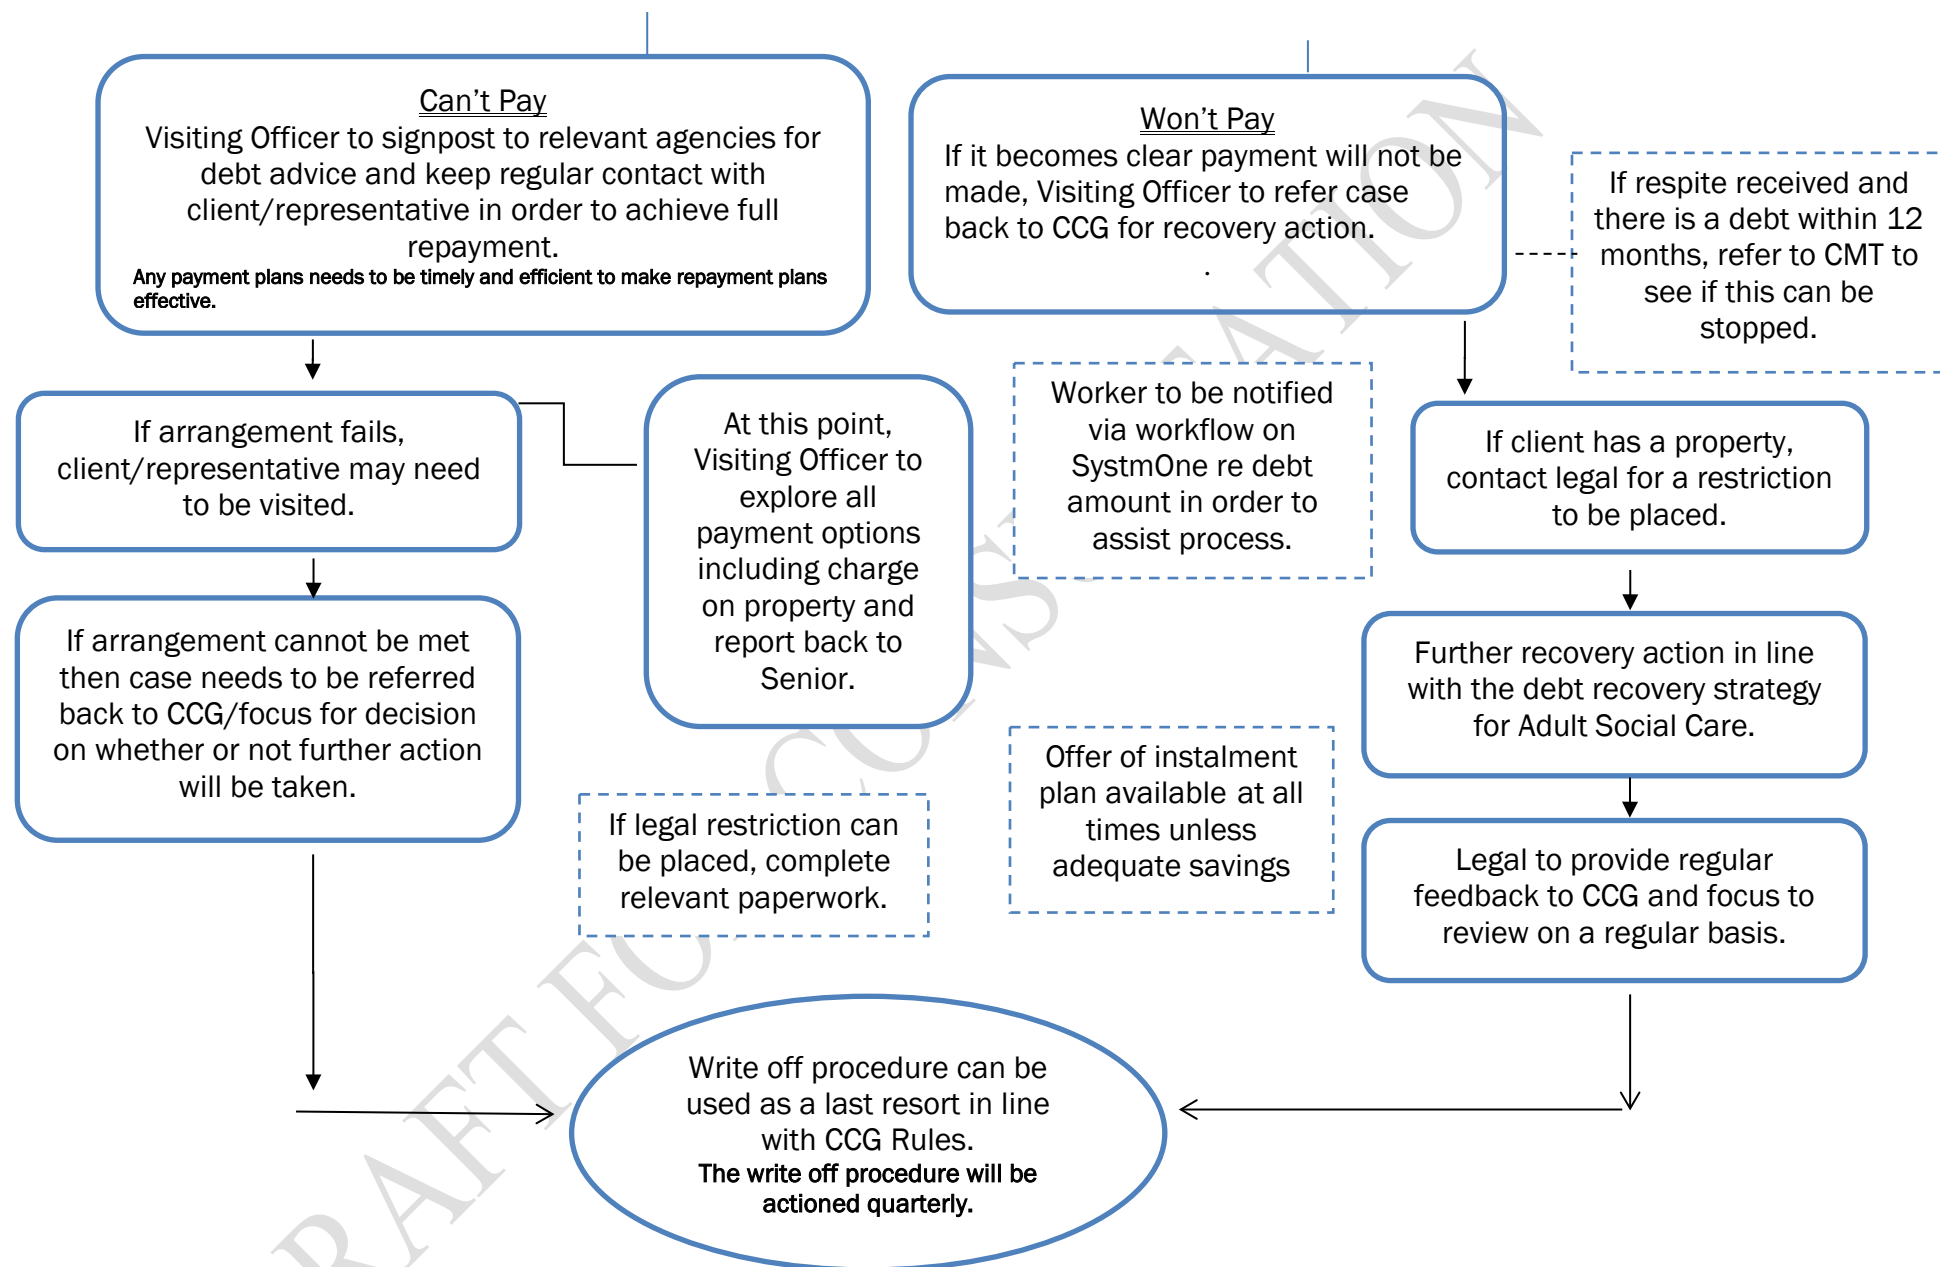 Can’t Pay
Visiting Officer to signpost to relevant agencies for
debt advice and keep regular contact with
client/representative in order to achieve full
repayment.
Any payment plans needs to be timely and efficient to make repayment plans
effective.
Won’t Pay
If it becomes clear payment will not be
made, Visiting Officer to refer case
back to CCG for recovery action.
.
If respite received and
there is a debt within 12
months, refer to CMT to
see if this can be
stopped.
If arrangement fails,
client/representative may need
to be visited.
At this point,
Visiting Officer to
explore all
payment options
including charge
on property and
report back to
Senior.
Worker to be notified
via workflow on
SystmOne re debt
amount in order to
assist process.
If client has a property,
contact legal for a restriction
to be placed.
If arrangement cannot be met
then case needs to be referred
back to CCG/focus for decision
on whether or not further action
will be taken.
Further recovery action in line
with the debt recovery strategy
for Adult Social Care.
If legal restriction can
be placed, complete
relevant paperwork.
Offer of instalment
plan available at all
times unless
adequate savings
Legal to provide regular
feedback to CCG and focus to
review on a regular basis.
Write off procedure can be
used as a last resort in line
with CCG Rules.
The write off procedure will be
actioned quarterly.